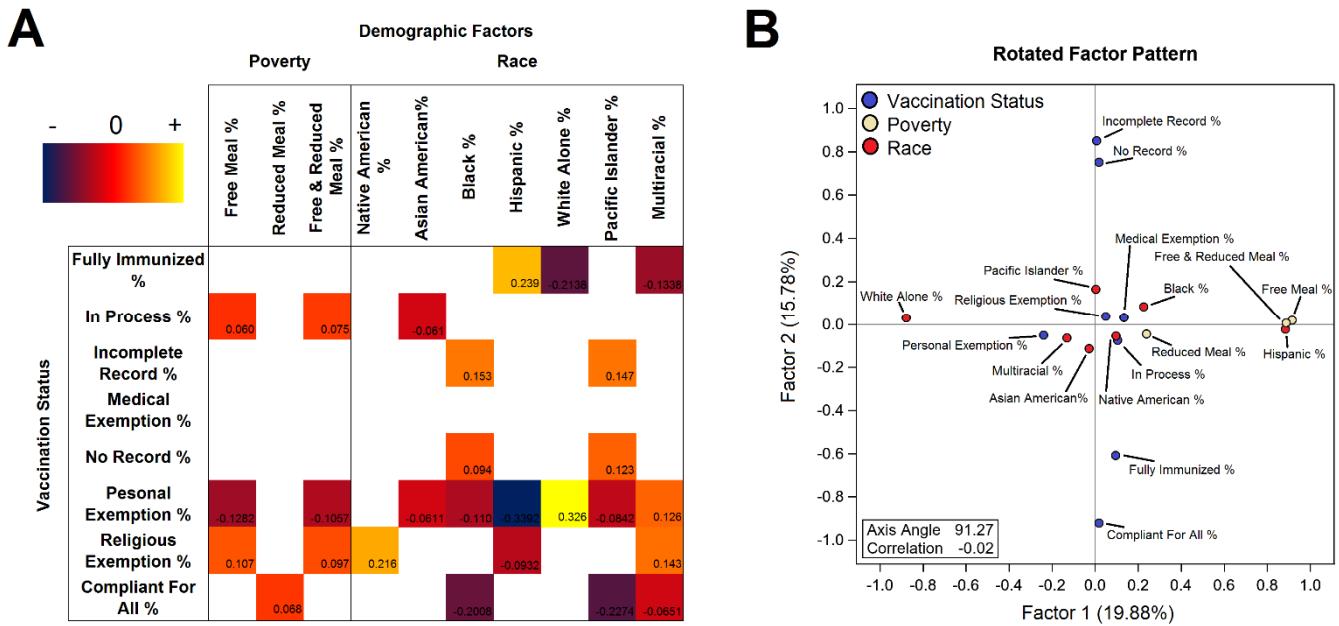 A
Demographic Factors
Poverty
Race
- 0 +
Free Meal %
Reduced Meal %
Free & Reduced
Meal %
Native American
%
Asian American%
Black %
Hispanic %
White Alone %
Pacific Islander %
Multiracial %
Vaccination Status
Fully Immunized
%
0.239
-0.2138
-0.1338
In Process %
0.060
0.075
-0.061
Incomplete
Record %
0.153
0.147
Medical
Exemption %
No Record %
0.094
0.123
Pesonal
Exemption %
-0.1282
-0.1057
-0.0611
-0.110
-0.3392
0.326
-0.0842
0.126
Religious
Exemption %
0.107
0.097
0.216
-0.0932
0.143
Compliant For
All %
0.068
-0.2008
-0.2274
-0.0651
B
Rotated Factor Pattern
Vaccination Status
Poverty
Race
Incomplete Record %
No Record %
Medical Exemption %
Free & Reduced Meal %
Pacific Islander %
Black %
Free Meal %
White Alone %
Religious Exemption %
Personal Exemption %
Reduced Meal %
Hispanic %
Multiracial %
In Process %
Asian American%
Native American %
Fully Immunized %
Compliant For All %
Axis Angle 91.27
Correlation -0.02
Factor 2 (15.78%)
1.0
0.8
0.6
0.4
0.2
0.0
-0.2
-0.4
-0.6
-0.8
-1.0
-1.0 -0.8 -0.6 -0.4 -0.2 0.0 0.2 0.4 0.6 0.8 1.0
Factor 1 (19.88%)